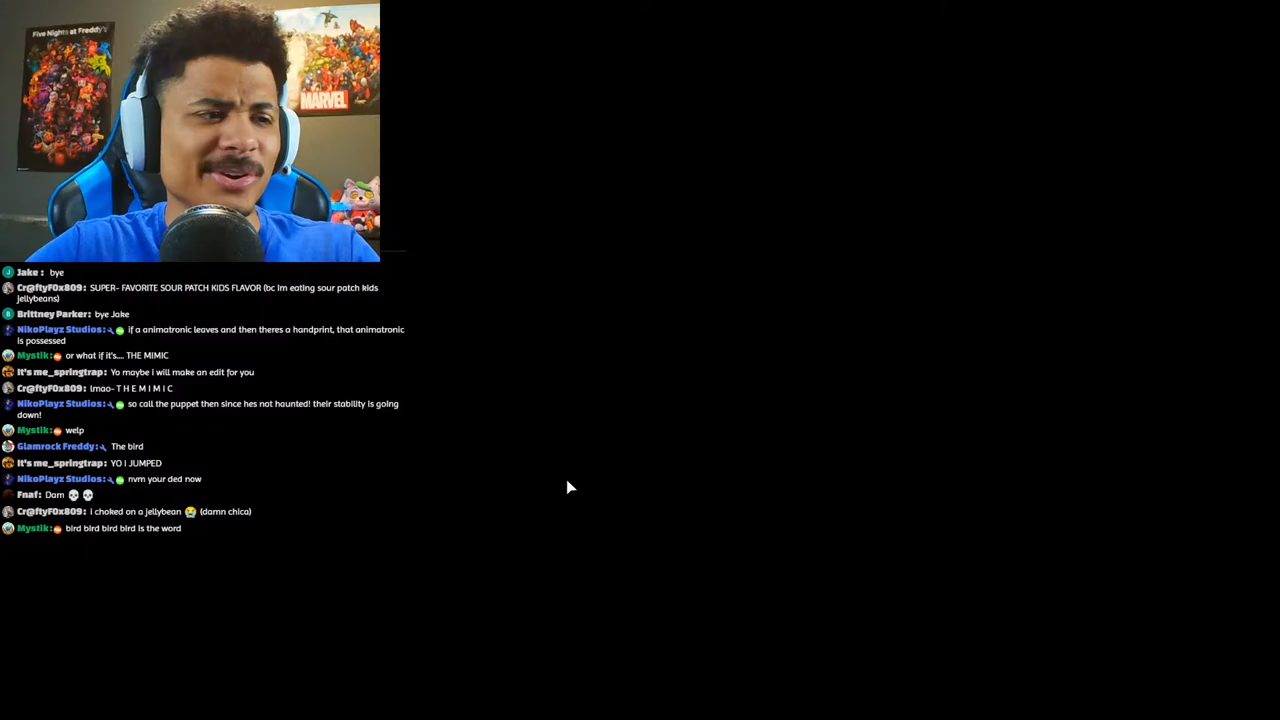 Five Nights at Freddy's
MARVEL
Jake : bye
Cr@ftyF0x809: SUPER- FAVORITE SOUR PATCH KIDS FLAVOR (bc im eating sour patch kids
jellybeans)
Brittney Parker: bye Jake
NikoPlayz Studios: if a animatronic leaves and then theres a handprint, that animatronic
is possessed
Mystik: or what if it's.... THE MIMIC
It's me_springtrap: Yo maybe i will make an edit for you
Cr@ftyF0x809: lmao- T H E M I M I C
NikoPlayz Studios: so call the puppet then since hes not haunted! their stability is going
down!
Mystik: welp
Glamrock Freddy: The bird
It's me_springtrap: YO I JUMPED
NikoPlayz Studios: nvm your ded now
Fnaf: Dam 💀 💀
Cr@ftyF0x809: I choked on a jellybean 😭 (damn chica)
Mystik: bird bird bird bird is the word